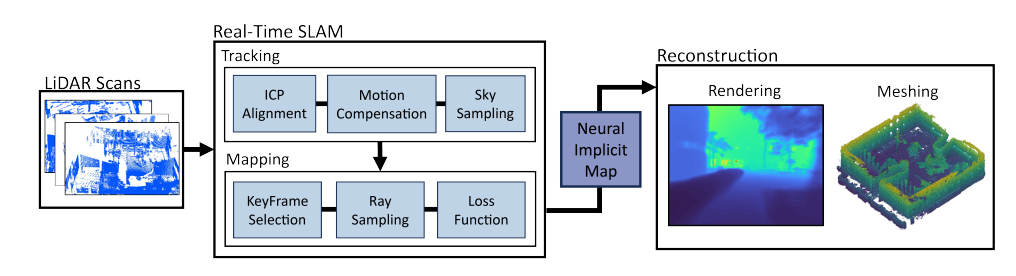 LiDAR Scans
Real-Time SLAM
Tracking
ICP
Alignment
Motion
Compensation
Sky
Sampling
Mapping
KeyFrame
Selection
Ray
Sampling
Loss
Function
Neural
Implicit
Map
Reconstruction
Rendering
Meshing